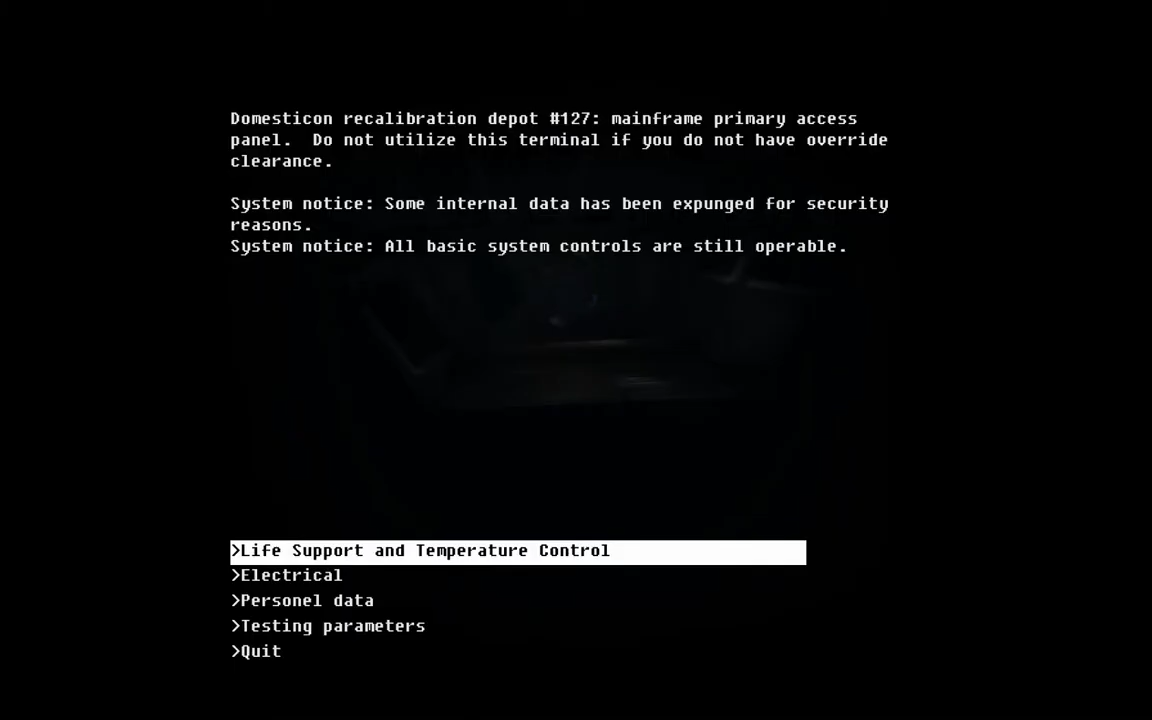 Domesticon recalibration depot #127: mainframe primary access
panel.  Do not utilize this terminal if you do not have override
clearance.
System notice: Some internal data has been expunged for security
reasons.
System notice: All basic system controls are still operable.
>Life Support and Temperature Control
>Electrical
>Personel data
>Testing parameters
>Quit